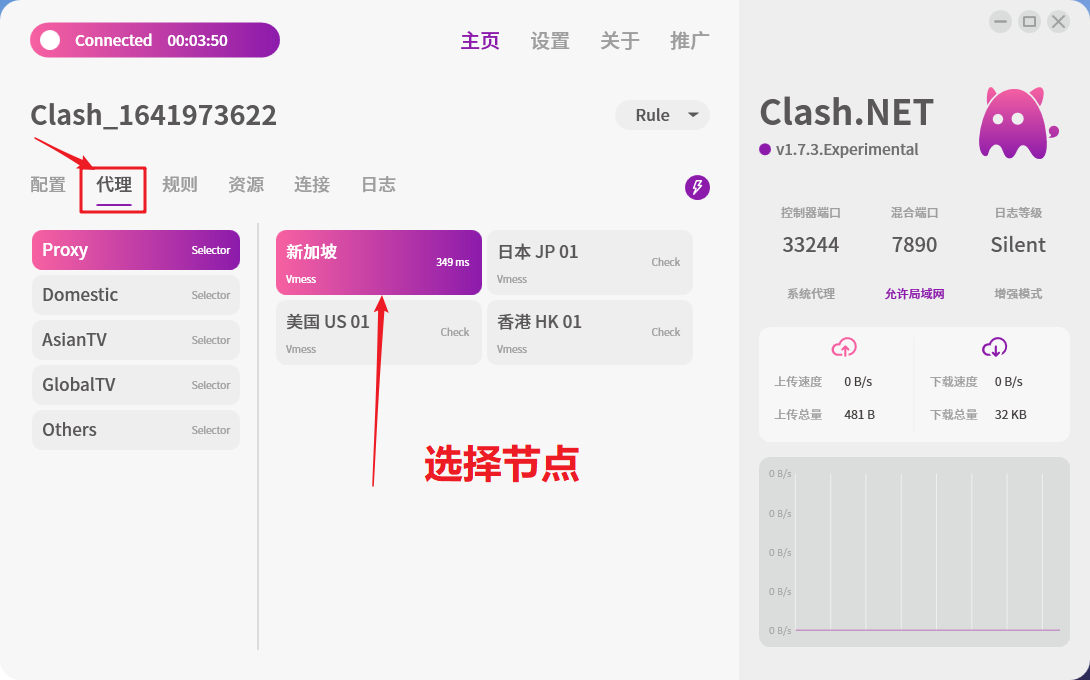 Connected 00:03:50
主页 设置 关于 推广
Clash_1641973622
Rule
配置 代理 规则 资源 连接 日志
Proxy Selector
Domestic Selector
AsianTV Selector
GlobalTV Selector
Others Selector
新加坡
349 ms
Vmess
日本 JP 01
Check
Vmess
美国 US 01
Check
Vmess
香港 HK 01
Check
Vmess
选择节点
Clash.NET
v1.7.3.Experimental
控制器端口 混合端口 日志等级
33244 7890 Silent
系统代理 允许局域网 增强模式
上传速度 0 B/s
上传总量 481 B
下载速度 0 B/s
下载总量 32 KB
0 B/s
0 B/s
0 B/s
0 B/s
0 B/s